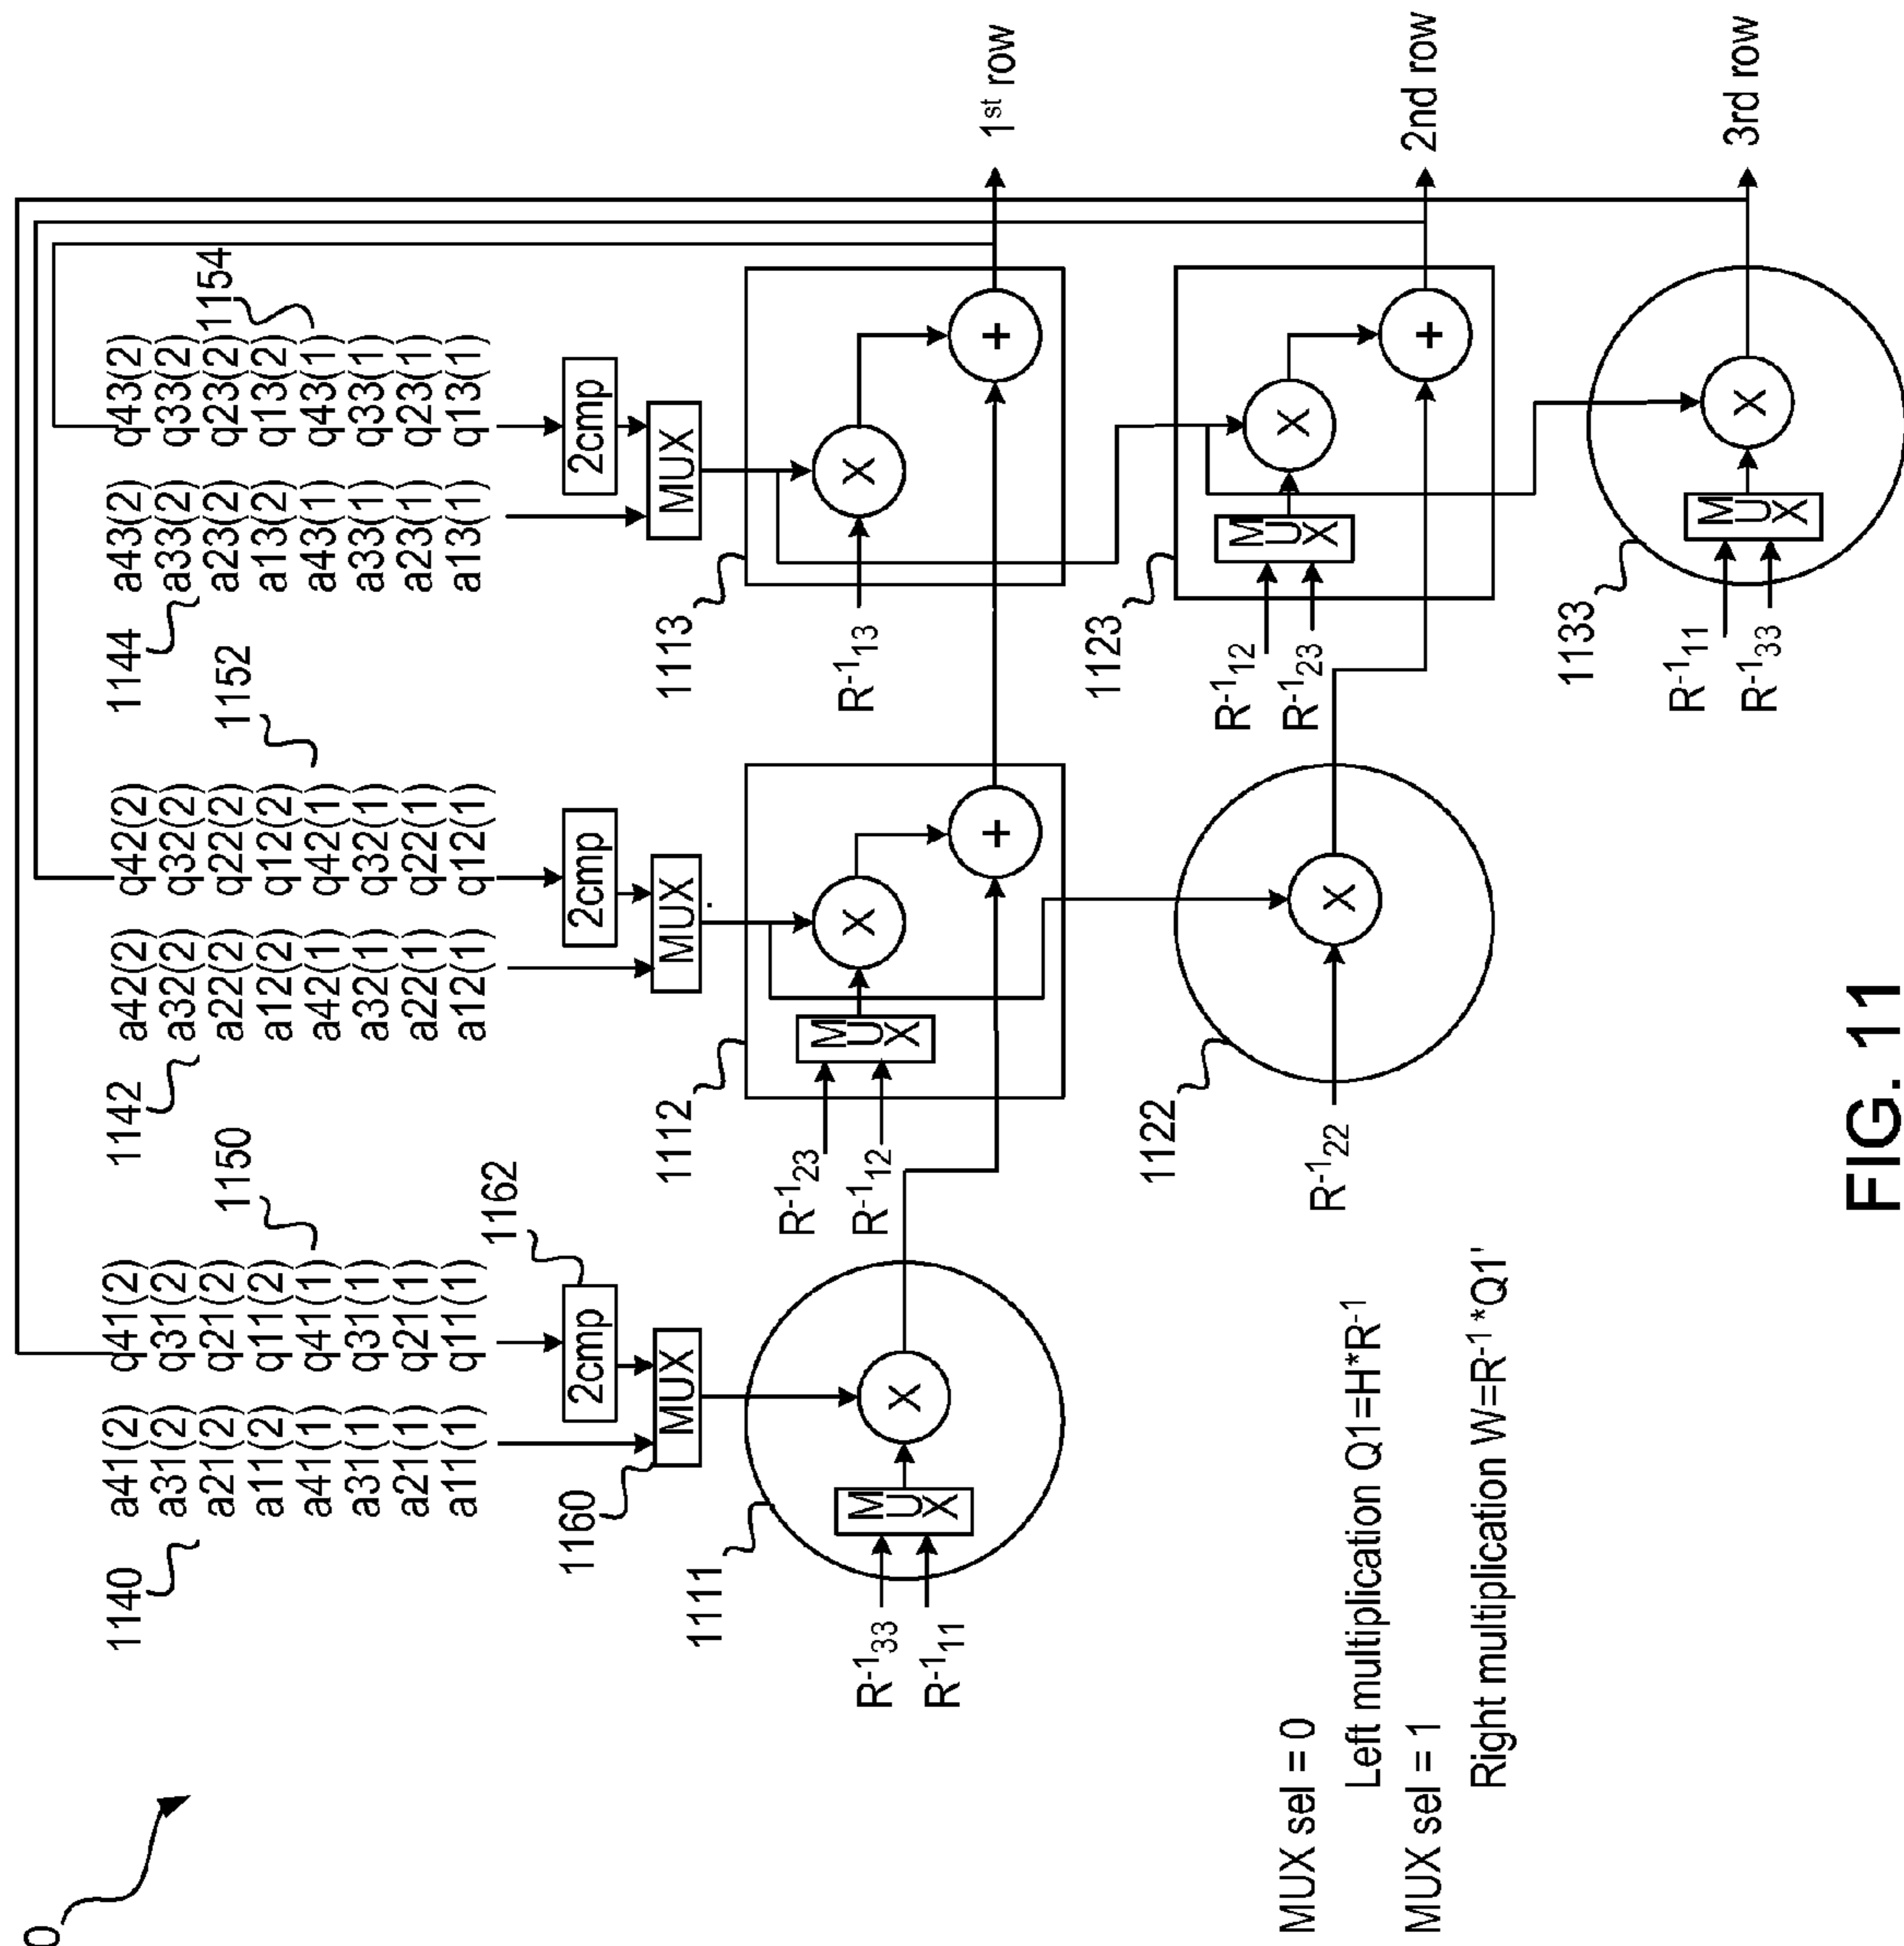 0
a41(2) q41(2)
a31(2) q31(2)
a21(2) q21(2)
a11(2) q11(2)
a41(1) q41(1)
a31(1) q31(1)
a21(1) q21(1)
a11(1) q11(1)
1140
1150
a42(2) q42(2)
a32(2) q32(2)
a22(2) q22(2)
a12(2) q12(2)
a42(1) q42(1)
a32(1) q32(1)
a22(1) q22(1)
a12(1) q12(1)
1142
1152
a43(2) q43(2)
a33(2) q33(2)
a23(2) q23(2)
a13(2) q13(2)
a43(1) q43(1)
a33(1) q33(1)
a23(1) q23(1)
a13(1) q13(1)
1144
1154
1162
2cmp
2cmp
2cmp
1160
MUX
MUX
MUX
1111
R⁻¹33
R⁻¹11
MUX
X
1112
R⁻¹23
R⁻¹12
MUX
X
+
1113
R⁻¹13
X
+
1st row
1122
R⁻¹22
X
1123
R⁻¹12
R⁻¹23
MUX
X
+
2nd row
1133
R⁻¹11
R⁻¹33
MUX
X
3rd row
MUX sel = 0
Left multiplication Q1=H*R⁻¹
MUX sel = 1
Right multiplication W=R⁻¹*Q1'
FIG. 11